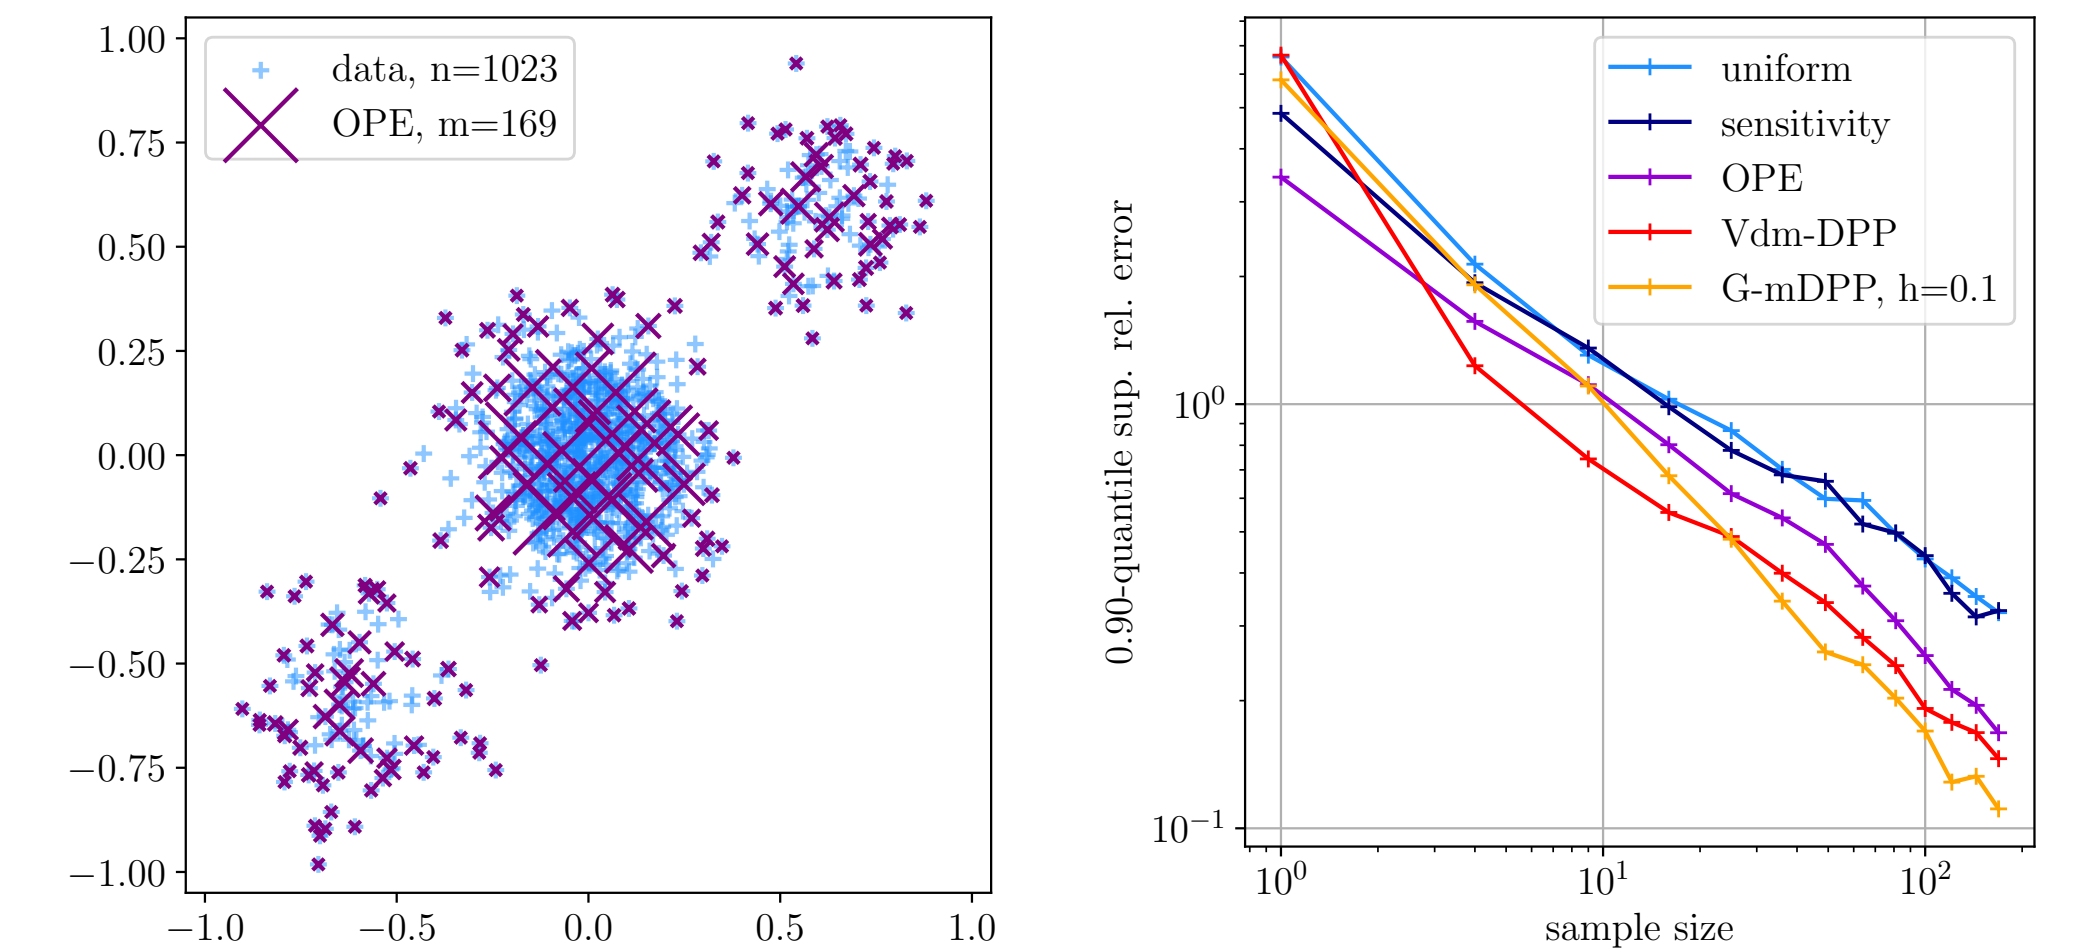 data, n=1023
OPE, m=169
1.00
0.75
0.50
0.25
0.00
−0.25
−0.50
−0.75
−1.00
−1.0
−0.5
0.0
0.5
1.0
uniform
sensitivity
OPE
Vdm-DPP
G-mDPP, h=0.1
0.90-quantile sup. rel. error
10⁰
10⁻¹
10⁰
10¹
10²
sample size